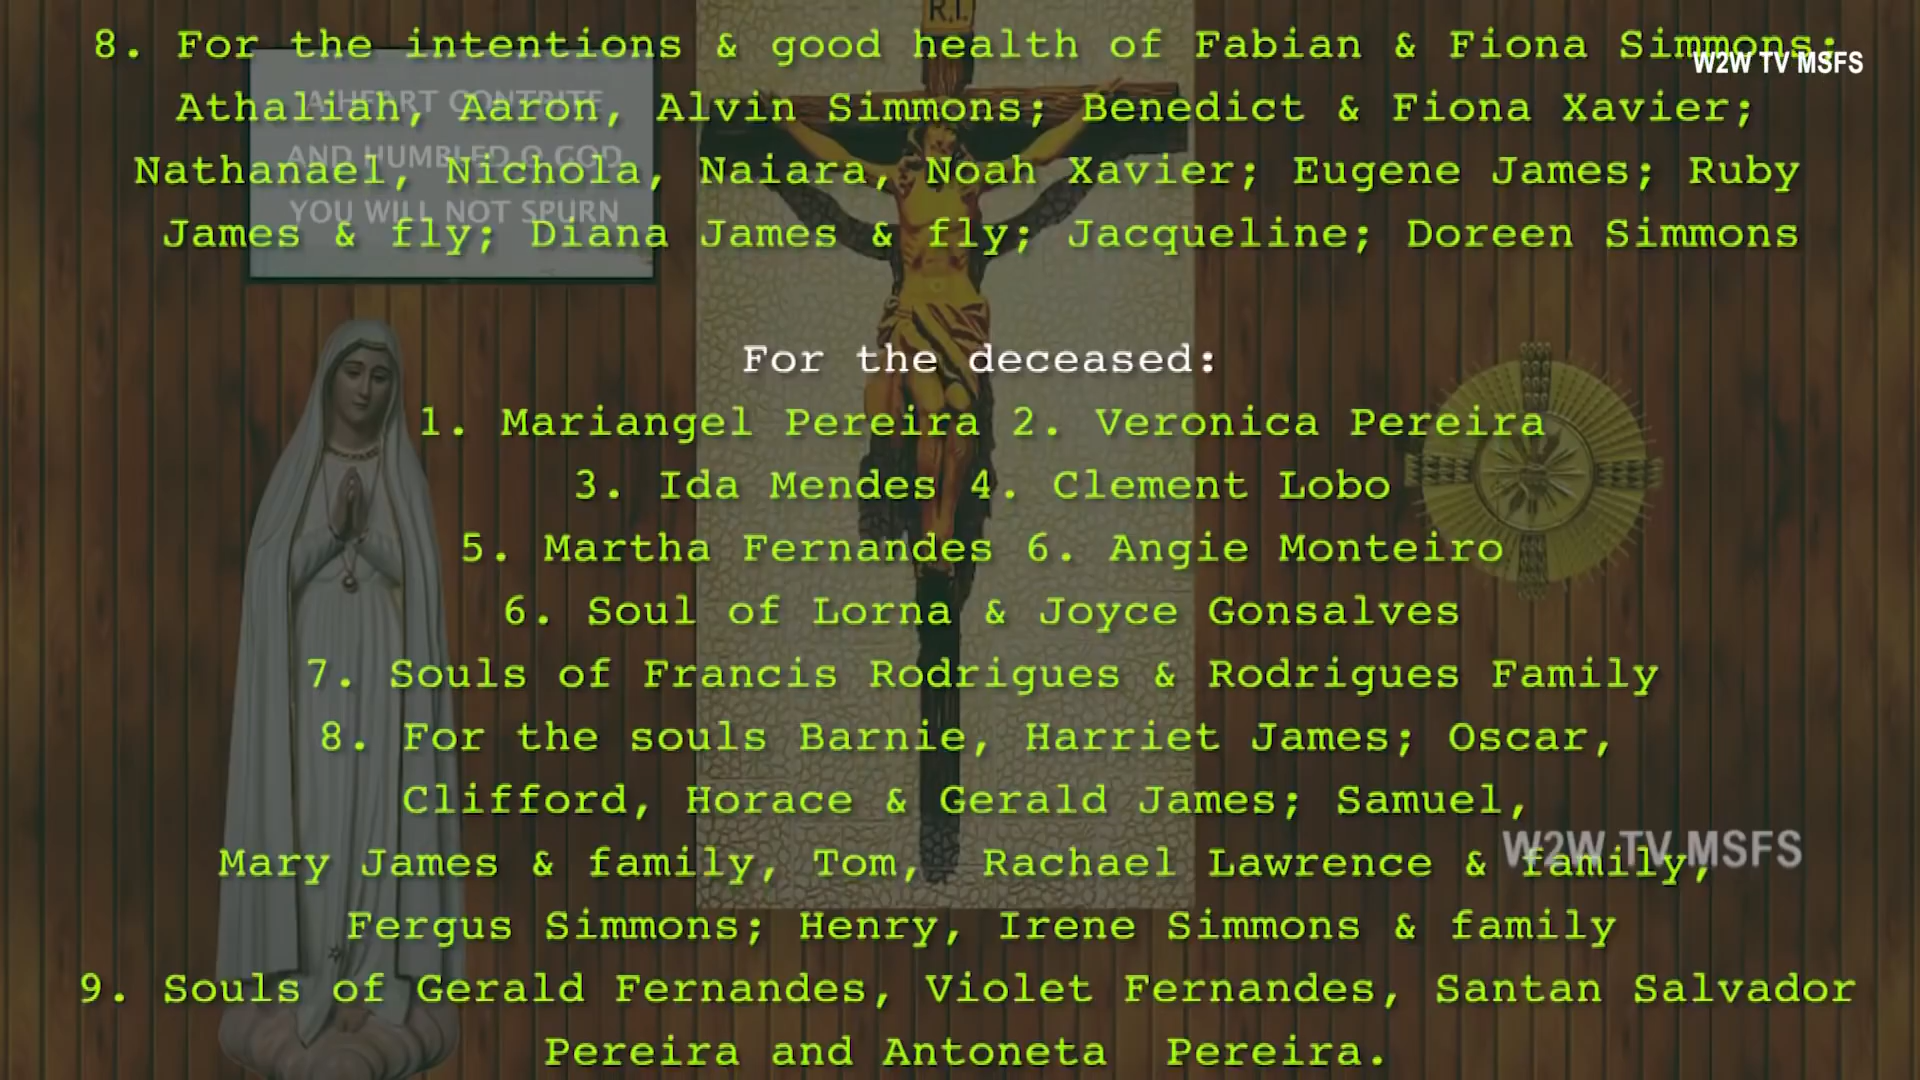 R.I.
8. For the intentions & good health of Fabian & Fiona Simmons;
W2W TV MSFS
Athaliah, Aaron, Alvin Simmons; Benedict & Fiona Xavier;
Nathanael, Nichola, Naiara, Noah Xavier; Eugene James; Ruby
James & fly; Diana James & fly; Jacqueline; Doreen Simmons
A HEART CONTRITE
AND HUMBLED O GOD
YOU WILL NOT SPURN
For the deceased:
1. Mariangel Pereira 2. Veronica Pereira
3. Ida Mendes 4. Clement Lobo
5. Martha Fernandes 6. Angie Monteiro
6. Soul of Lorna & Joyce Gonsalves
7. Souls of Francis Rodrigues & Rodrigues Family
8. For the souls Barnie, Harriet James; Oscar,
Clifford, Horace & Gerald James; Samuel,
Mary James & family, Tom, Rachael Lawrence & family,
W2W TV MSFS
Fergus Simmons; Henry, Irene Simmons & family
9. Souls of Gerald Fernandes, Violet Fernandes, Santan Salvador
Pereira and Antoneta Pereira.